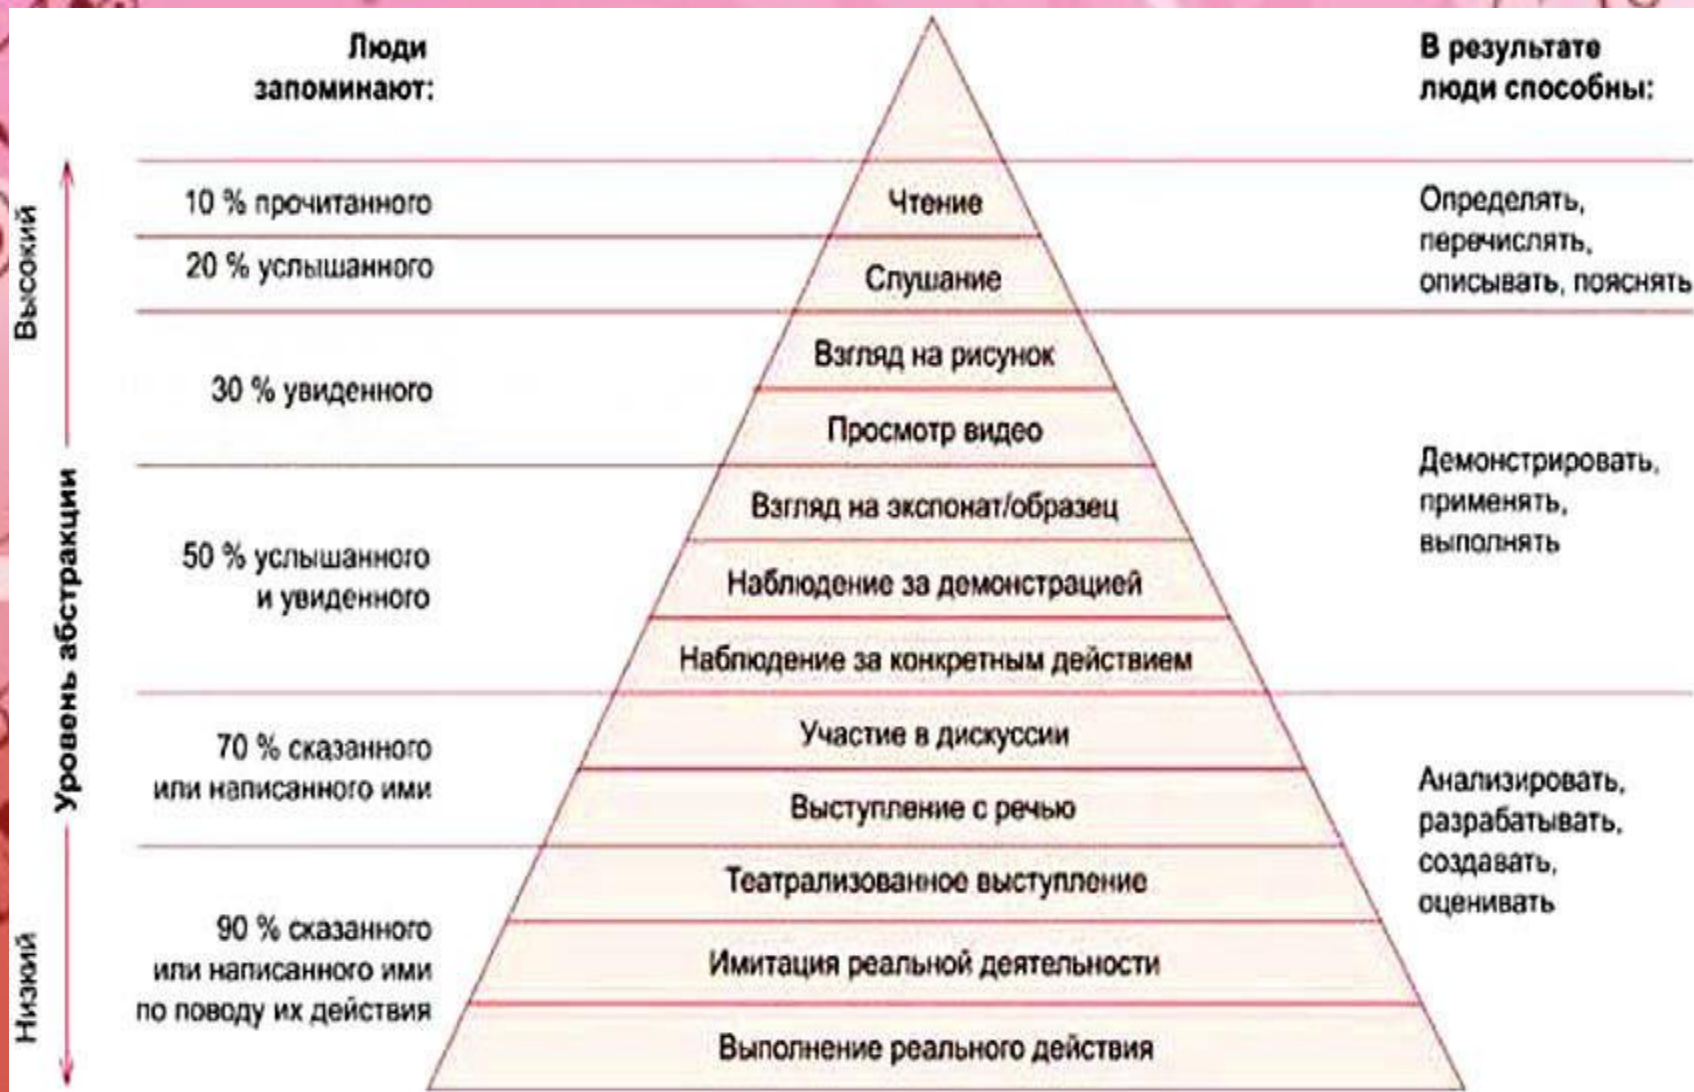 Люди
запоминают:
В результате
люди способны:
Высокий
Уровень абстракции
Низкий
10 % прочитанного
20 % услышанного
30 % увиденного
50 % услышанного
и увиденного
70 % сказанного
или написанного ими
90 % сказанного
или написанного ими
по поводу их действия
Чтение
Слушание
Взгляд на рисунок
Просмотр видео
Взгляд на экспонат/образец
Наблюдение за демонстрацией
Наблюдение за конкретным действием
Участие в дискуссии
Выступление с речью
Театрализованное выступление
Имитация реальной деятельности
Выполнение реального действия
Определять,
перечислять,
описывать, пояснять
Демонстрировать,
применять,
выполнять
Анализировать,
разрабатывать,
создавать,
оценивать